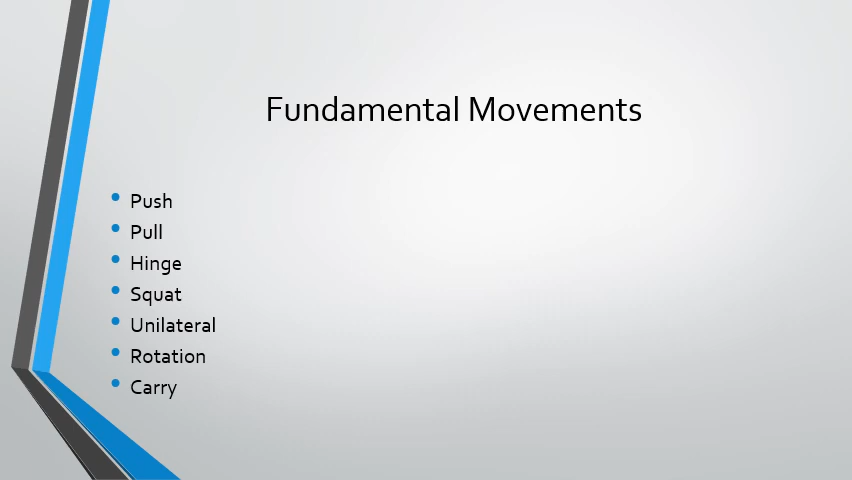 Fundamental Movements
• Push
• Pull
• Hinge
• Squat
• Unilateral
• Rotation
• Carry